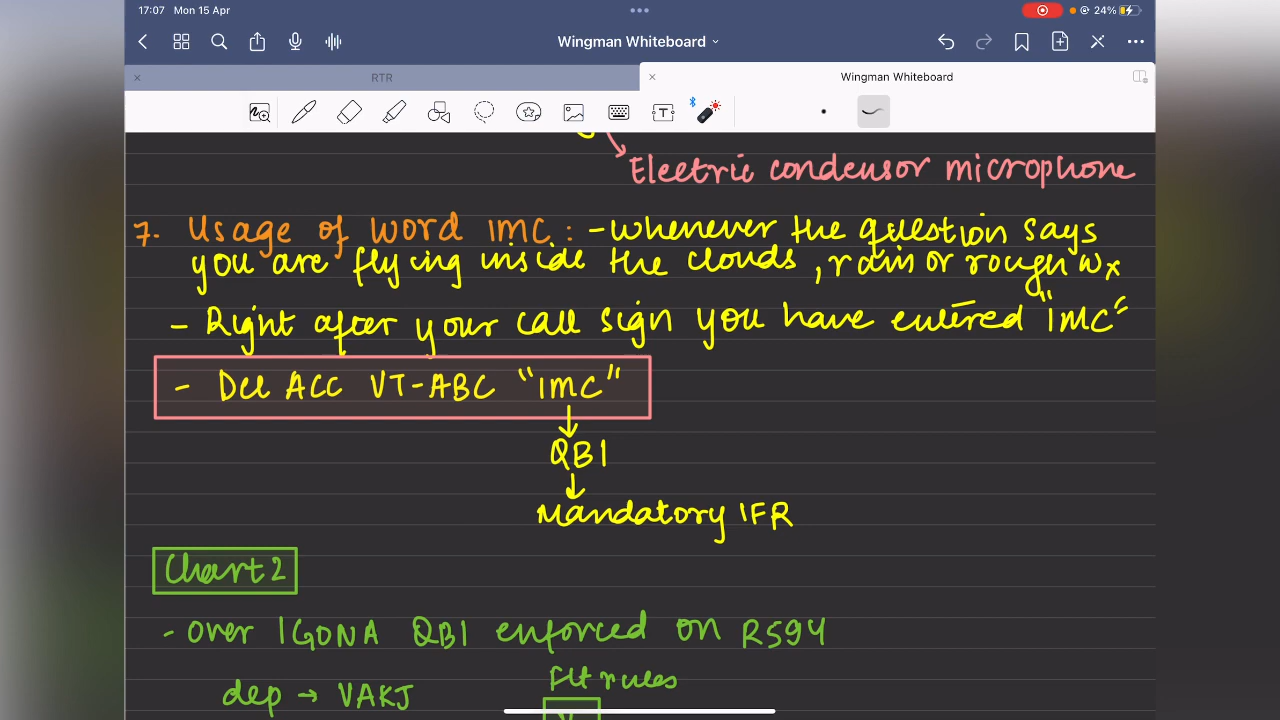 17:07 Mon 15 Apr
24%
Wingman Whiteboard
RTR
Wingman Whiteboard
Electric condensor microphone
7. Usage of word IMC : - whenever the question says
you are flying inside the clouds, rain or rough wx
- Right after your call sign you have entered "IMC"
- Del ACC VT-ABC "IMC"
QBI
Mandatory IFR
Chart 2
- Over IGONA QBI enforced on R594
Flt rules
dep → VAKJ